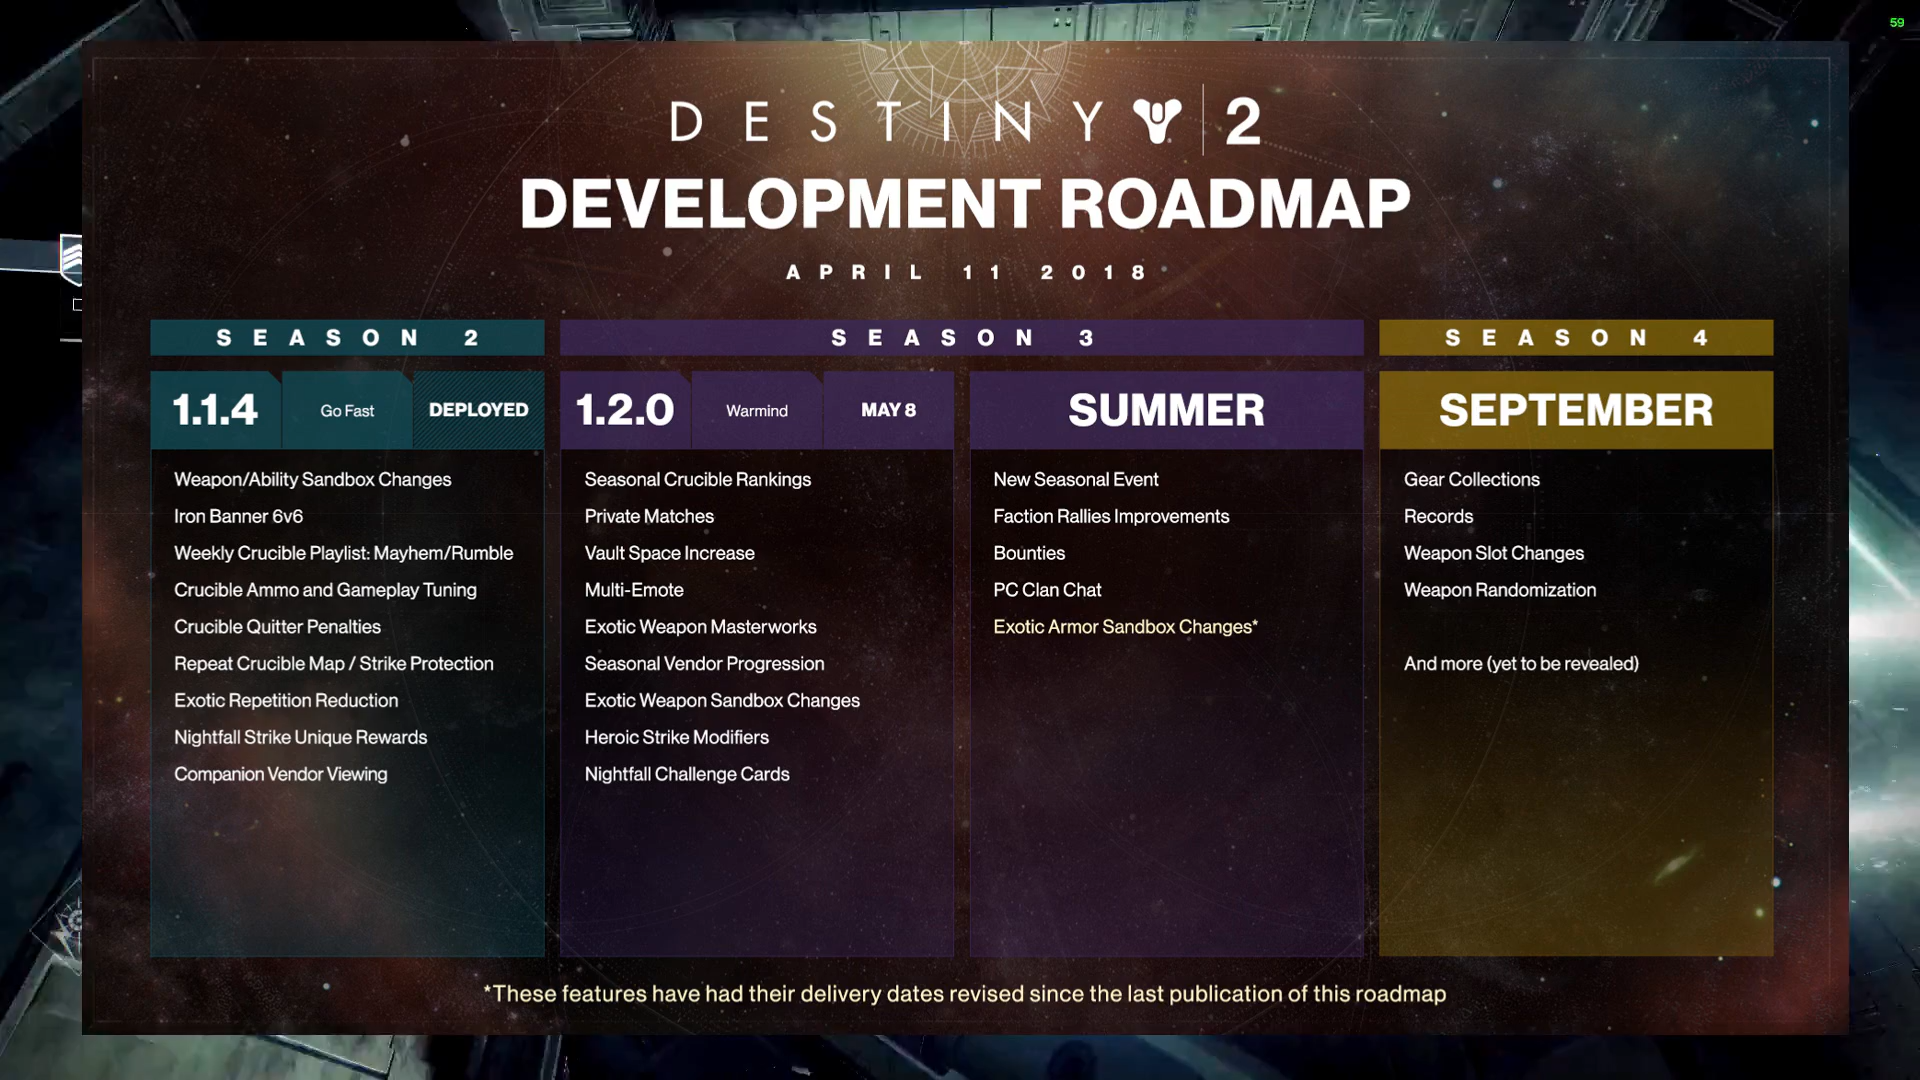 59
DESTINY 2
DEVELOPMENT ROADMAP
APRIL 11 2018
SEASON 2
1.1.4
Go Fast
DEPLOYED
Weapon/Ability Sandbox Changes
Iron Banner 6v6
Weekly Crucible Playlist: Mayhem/Rumble
Crucible Ammo and Gameplay Tuning
Crucible Quitter Penalties
Repeat Crucible Map / Strike Protection
Exotic Repetition Reduction
Nightfall Strike Unique Rewards
Companion Vendor Viewing
SEASON 3
1.2.0
Warmind
MAY 8
Seasonal Crucible Rankings
Private Matches
Vault Space Increase
Multi-Emote
Exotic Weapon Masterworks
Seasonal Vendor Progression
Exotic Weapon Sandbox Changes
Heroic Strike Modifiers
Nightfall Challenge Cards
SUMMER
New Seasonal Event
Faction Rallies Improvements
Bounties
PC Clan Chat
Exotic Armor Sandbox Changes*
SEASON 4
SEPTEMBER
Gear Collections
Records
Weapon Slot Changes
Weapon Randomization
And more (yet to be revealed)
*These features have had their delivery dates revised since the last publication of this roadmap